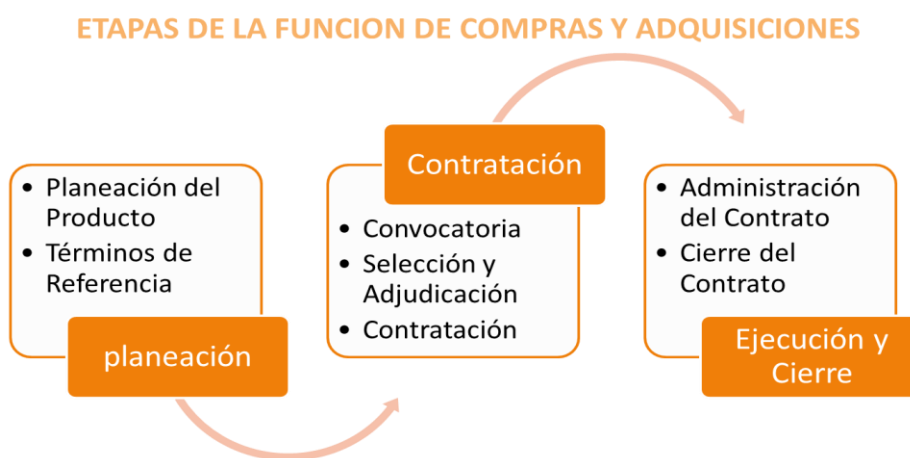 ETAPAS DE LA FUNCION DE COMPRAS Y ADQUISICIONES
• Planeación del
Producto
• Términos de
Referencia
planeación
Contratación
• Convocatoria
• Selección y
Adjudicación
• Contratación
• Administración
del Contrato
• Cierre del
Contrato
Ejecución y
Cierre